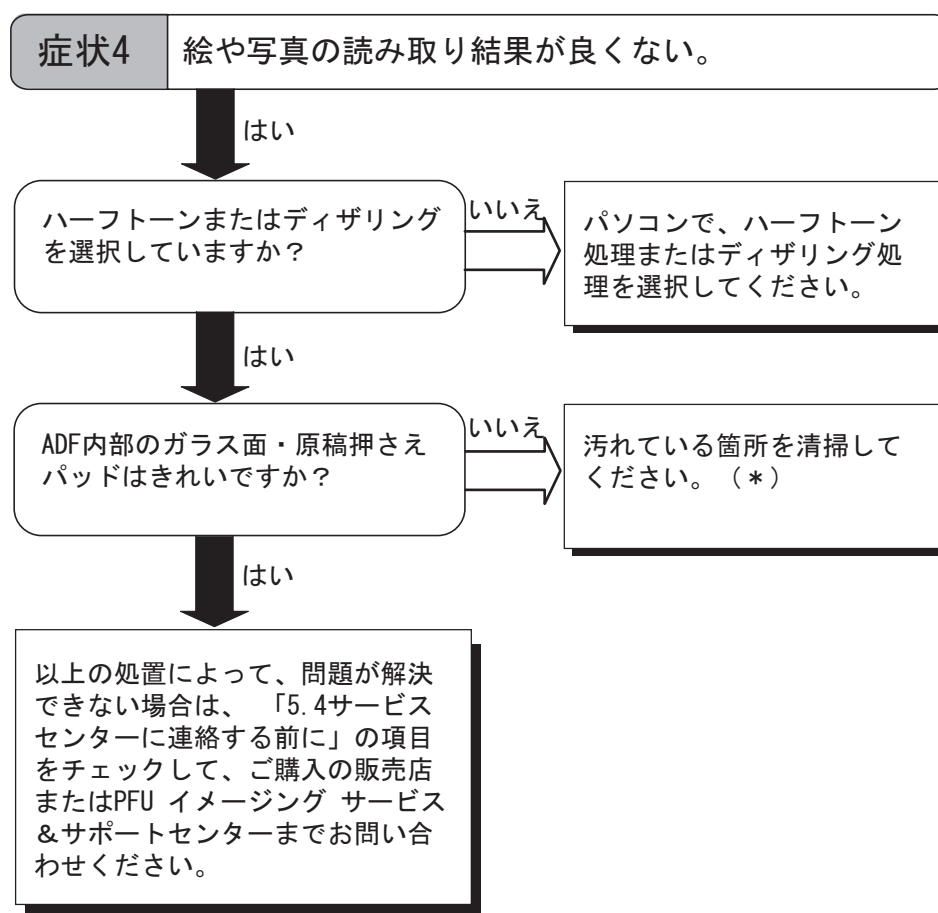 症状4
絵や写真の読み取り結果が良くない。
はい
ハーフトーンまたはディザリング
を選択していますか？
いいえ
パソコンで、ハーフトーン
処理またはディザリング処
理を選択してください。
はい
ADF内部のガラス面・原稿押さえ
パッドはきれいですか？
いいえ
汚れている箇所を清掃して
ください。（＊）
はい
以上の処置によって、問題が解決
できない場合は、 「5.4サービス
センターに連絡する前に」の項目
をチェックして、ご購入の販売店
またはPFU イメージング サービス
＆サポートセンターまでお問い合
わせください。